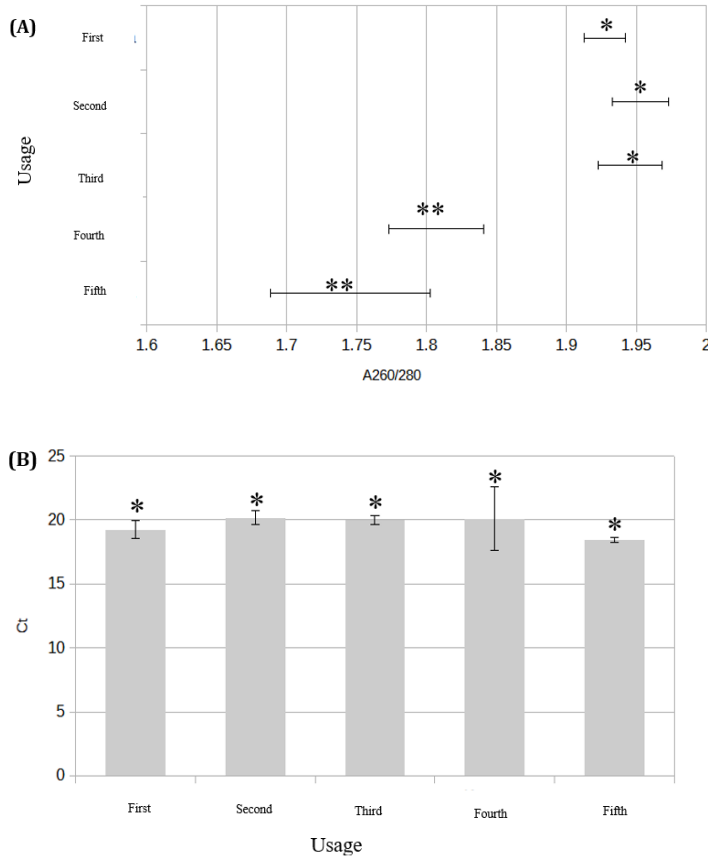 (A)
First
*
Second
*
Usage
Third
*
Fourth
**
Fifth
**
1.6 1.65 1.7 1.75 1.8 1.85 1.9 1.95 2
A260/280
(B)
25
20
15
10
5
0
Ct
* * * * *
First Second Third Fourth Fifth
Usage